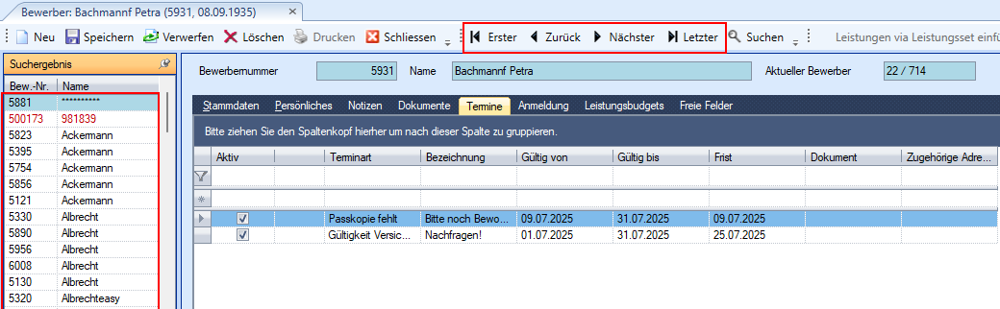 Bewerber: Bachmannf Petra (5931, 08.09.1935)
Neu Speichern Verwerfen Löschen Drucken Schliessen Erster Zurück Nächster Letzter Suchen Leistungen via Leistungsset einfü
Suchergebnis
Bew.-Nr. Name
5881 **********
500173 981839
5823 Ackermann
5395 Ackermann
5754 Ackermann
5856 Ackermann
5121 Ackermann
5330 Albrecht
5890 Albrecht
5956 Albrecht
6008 Albrecht
5130 Albrecht
5320 Albrechteasy
Bewerbernummer 5931 Name Bachmannf Petra Aktueller Bewerber 22 / 714
Stammdaten Persönliches Notizen Dokumente Termine Anmeldung Leistungsbudgets Freie Felder
Bitte ziehen Sie den Spaltenkopf hierher um nach dieser Spalte zu gruppieren.
Aktiv Terminart Bezeichnung Gültig von Gültig bis Frist Dokument Zugehörige Adre...
Passkopie fehlt Bitte noch Bewo... 09.07.2025 31.07.2025 09.07.2025
Gültigkeit Versic... Nachfragen! 01.07.2025 31.07.2025 25.07.2025